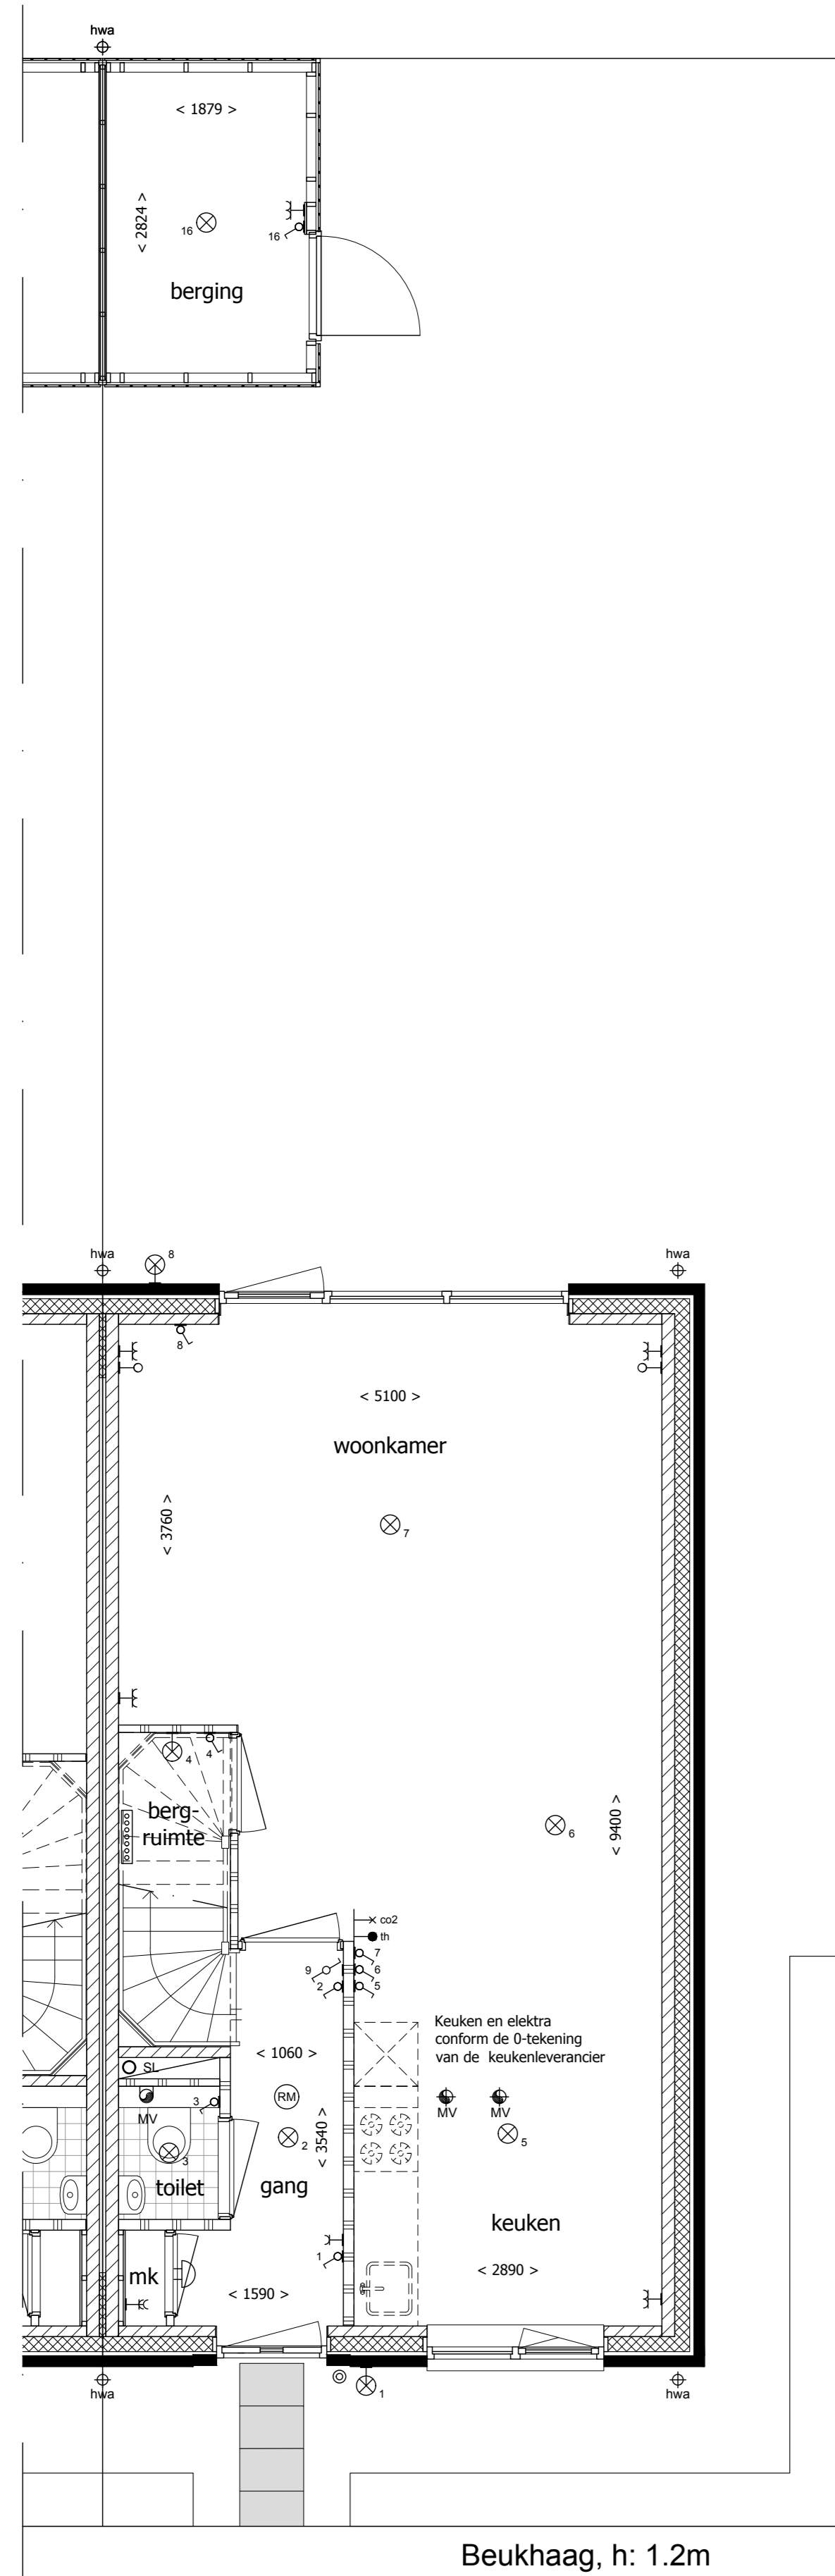 hwa
< 1879 >
< 2824 >
16
16
berging
hwa
8
hwa
8
< 5100 >
woonkamer
< 3760 >
7
4
4
berg-
ruimte
6
< 9400 >
co2
th
7
9
6
2
5
Keuken en elektra
conform de 0-tekening
van de keukenleverancier
< 1060 >
SL
RM
MV
3
MV
MV
2
5
< 3540 >
3
toilet
gang
keuken
1
mk
< 1590 >
< 2890 >
hwa
1
hwa
Beukhaag, h: 1.2m